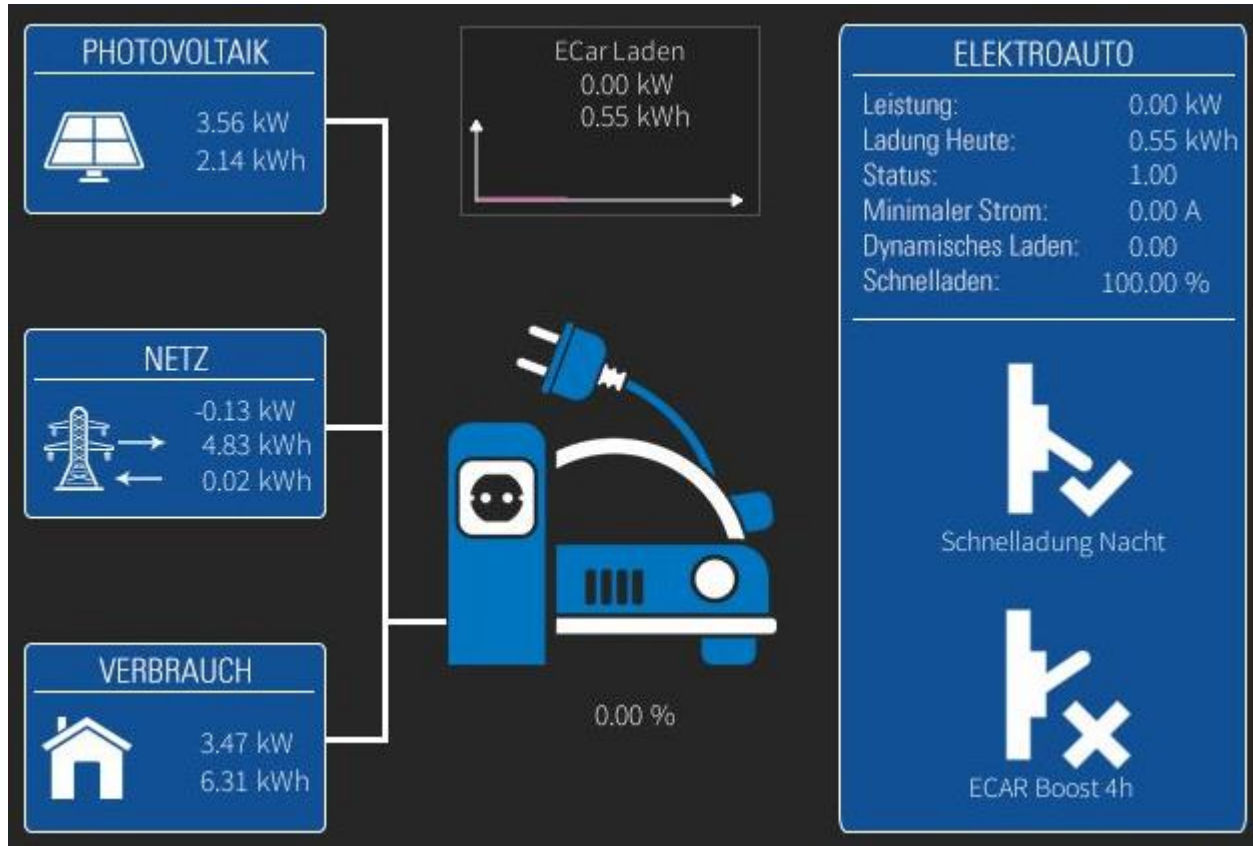 PHOTOVOLTAIK
3.56 kW
2.14 kWh
NETZ
-0.13 kW
4.83 kWh
0.02 kWh
VERBRAUCH
3.47 kW
6.31 kWh
ECar Laden
0.00 kW
0.55 kWh
0.00 %
ELEKTROAUTO
Leistung: 0.00 kW
Ladung Heute: 0.55 kWh
Status: 1.00
Minimaler Strom: 0.00 A
Dynamisches Laden: 0.00
Schnelladen: 100.00 %
Schnelladung Nacht
ECAR Boost 4h